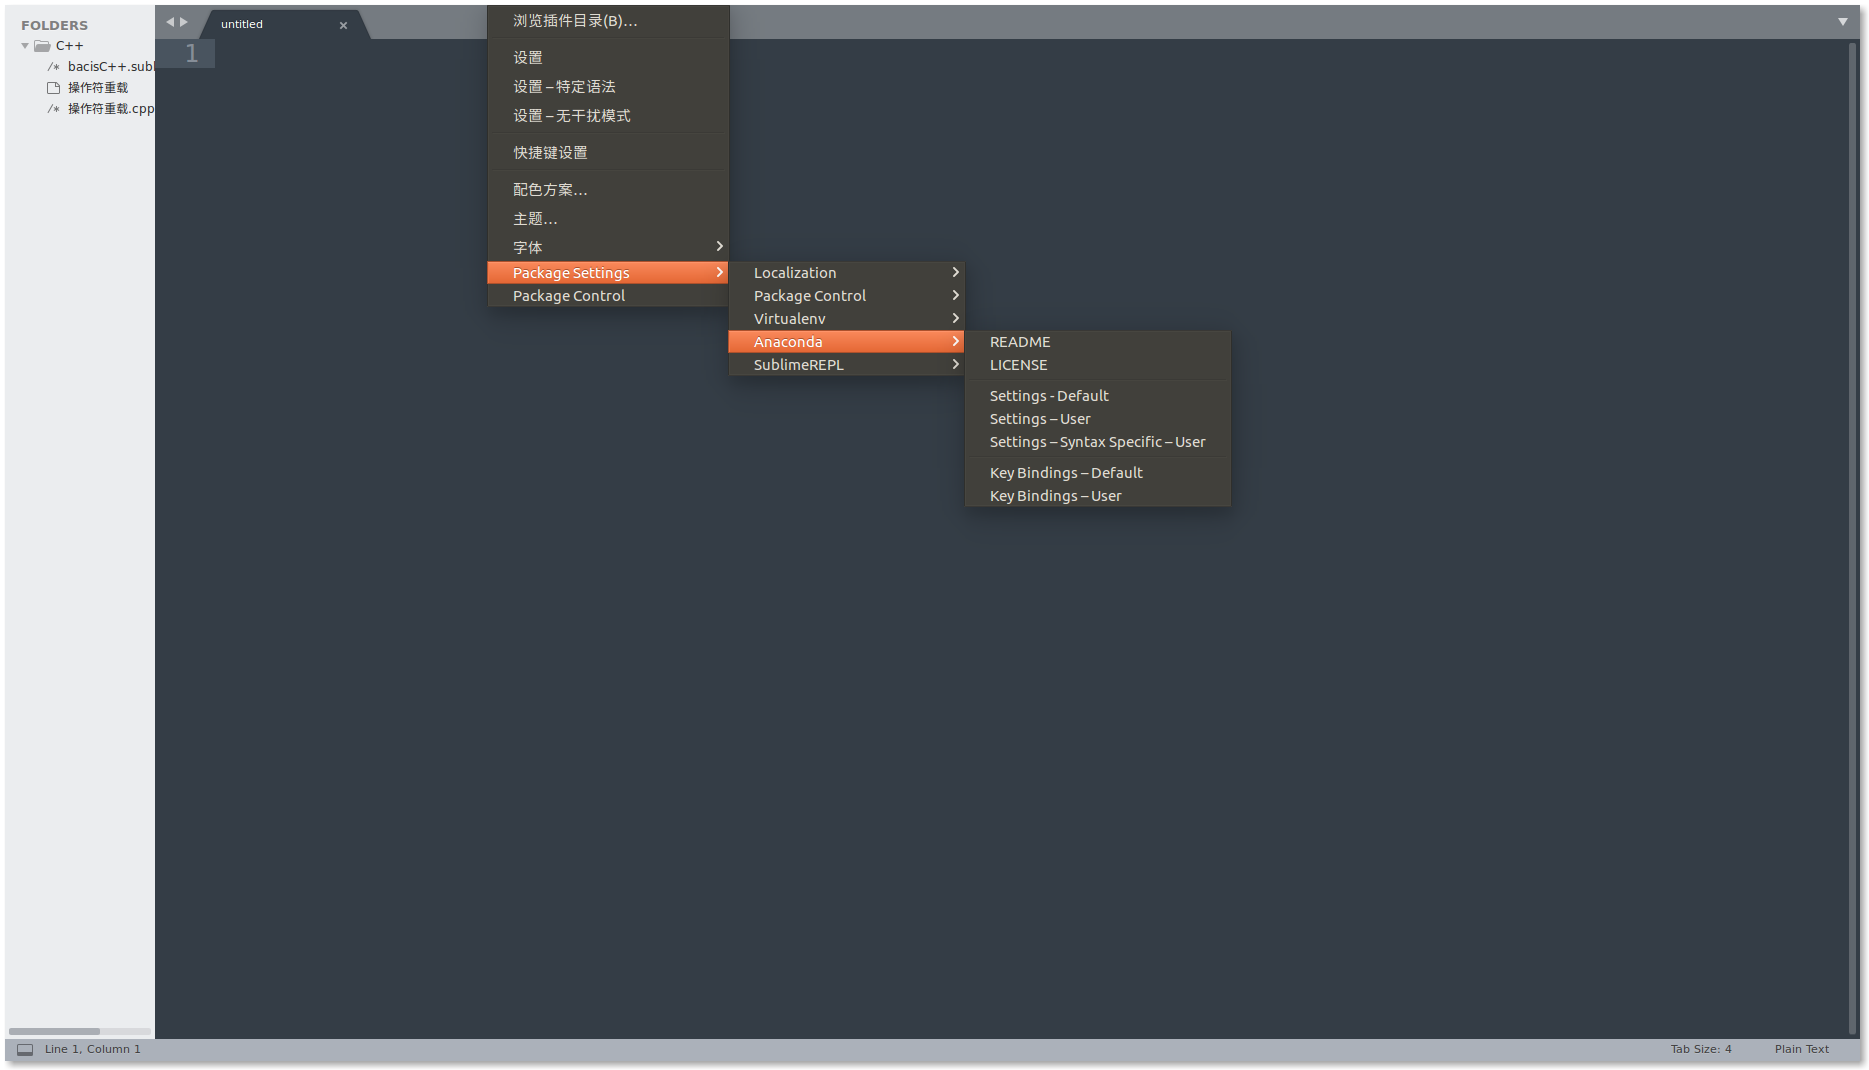 FOLDERS
C++
bacisC++.subl
操作符重载
操作符重载.cpp
untitled
1
浏览插件目录(B)...
设置
设置 – 特定语法
设置 – 无干扰模式
快捷键设置
配色方案...
主题...
字体
Package Settings
Package Control
Localization
Package Control
Virtualenv
Anaconda
SublimeREPL
README
LICENSE
Settings - Default
Settings – User
Settings – Syntax Specific – User
Key Bindings – Default
Key Bindings – User
Line 1, Column 1
Tab Size: 4
Plain Text